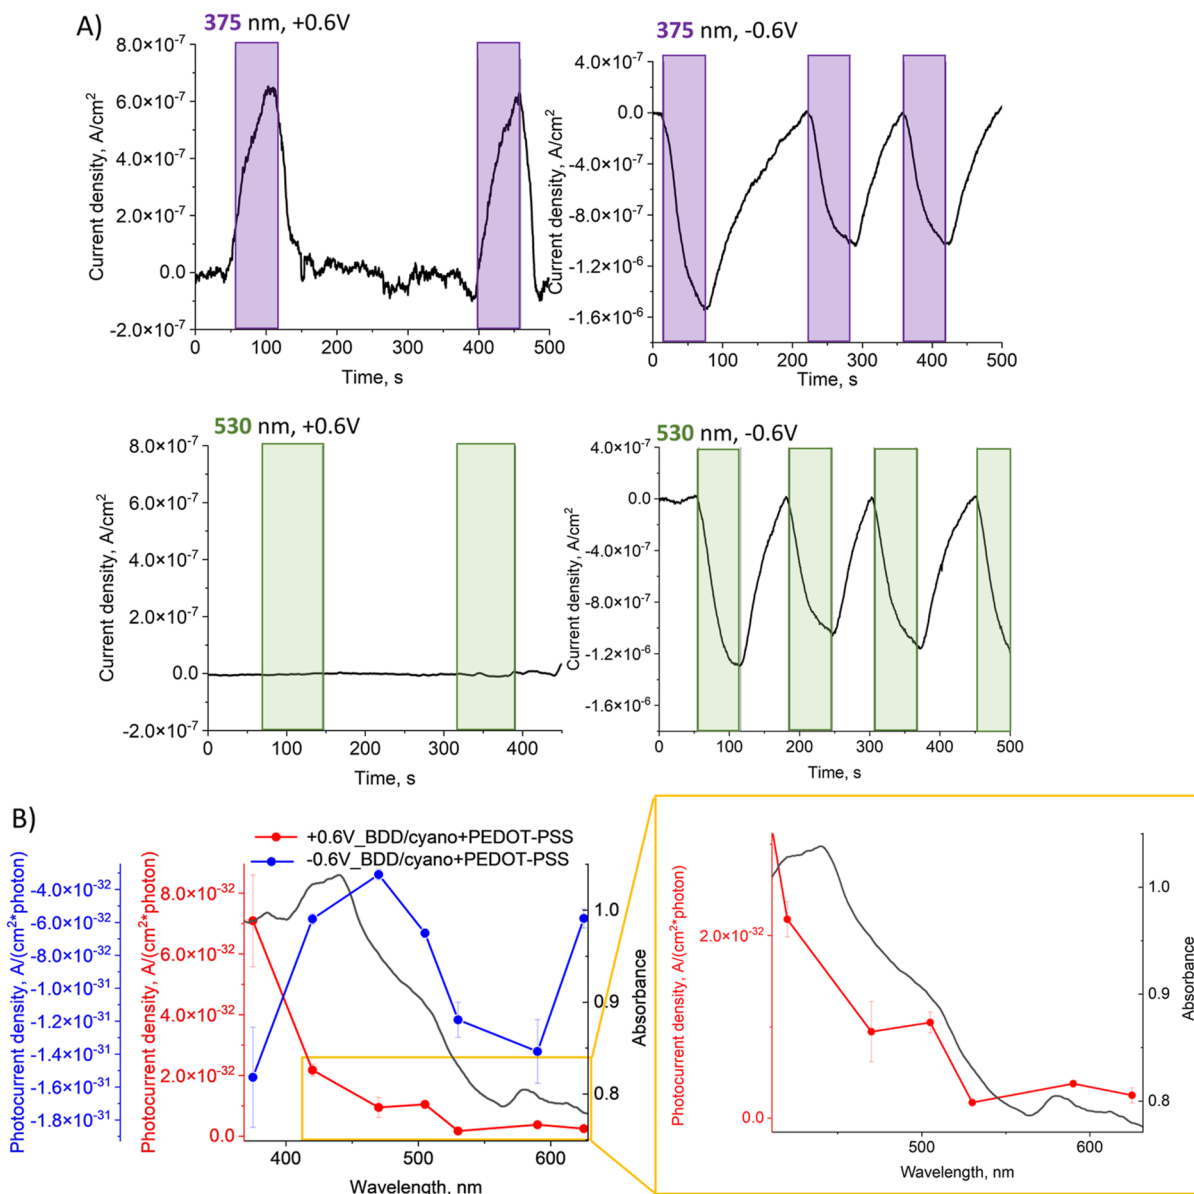 A)
375 nm, +0.6V
8.0×10⁻⁷
6.0×10⁻⁷
4.0×10⁻⁷
2.0×10⁻⁷
0.0
-2.0×10⁻⁷
Current density, A/cm²
0 100 200 300 400 500
Time, s
375 nm, -0.6V
4.0×10⁻⁷
0.0
-4.0×10⁻⁷
-8.0×10⁻⁷
-1.2×10⁻⁶
-1.6×10⁻⁶
Current density, A/cm²
0 100 200 300 400 500
Time, s
530 nm, +0.6V
8.0×10⁻⁷
6.0×10⁻⁷
4.0×10⁻⁷
2.0×10⁻⁷
0.0
-2.0×10⁻⁷
Current density, A/cm²
0 100 200 300 400
Time, s
530 nm, -0.6V
4.0×10⁻⁷
0.0
-4.0×10⁻⁷
-8.0×10⁻⁷
-1.2×10⁻⁶
-1.6×10⁻⁶
Current density, A/cm²
0 100 200 300 400 500
Time, s
B)
+0.6V_BDD/cyano+PEDOT-PSS
-0.6V_BDD/cyano+PEDOT-PSS
Photocurrent density, A/(cm²*photon)
-4.0×10⁻³²
-6.0×10⁻³²
-8.0×10⁻³²
-1.0×10⁻³¹
-1.2×10⁻³¹
-1.4×10⁻³¹
-1.6×10⁻³¹
-1.8×10⁻³¹
Photocurrent density, A/(cm²*photon)
8.0×10⁻³²
6.0×10⁻³²
4.0×10⁻³²
2.0×10⁻³²
0.0
1.0
0.9
0.8
Absorbance
400 500 600
Wavelength, nm
Photocurrent density, A/(cm²*photon)
2.0×10⁻³²
0.0
1.0
0.9
0.8
Absorbance
500 600
Wavelength, nm